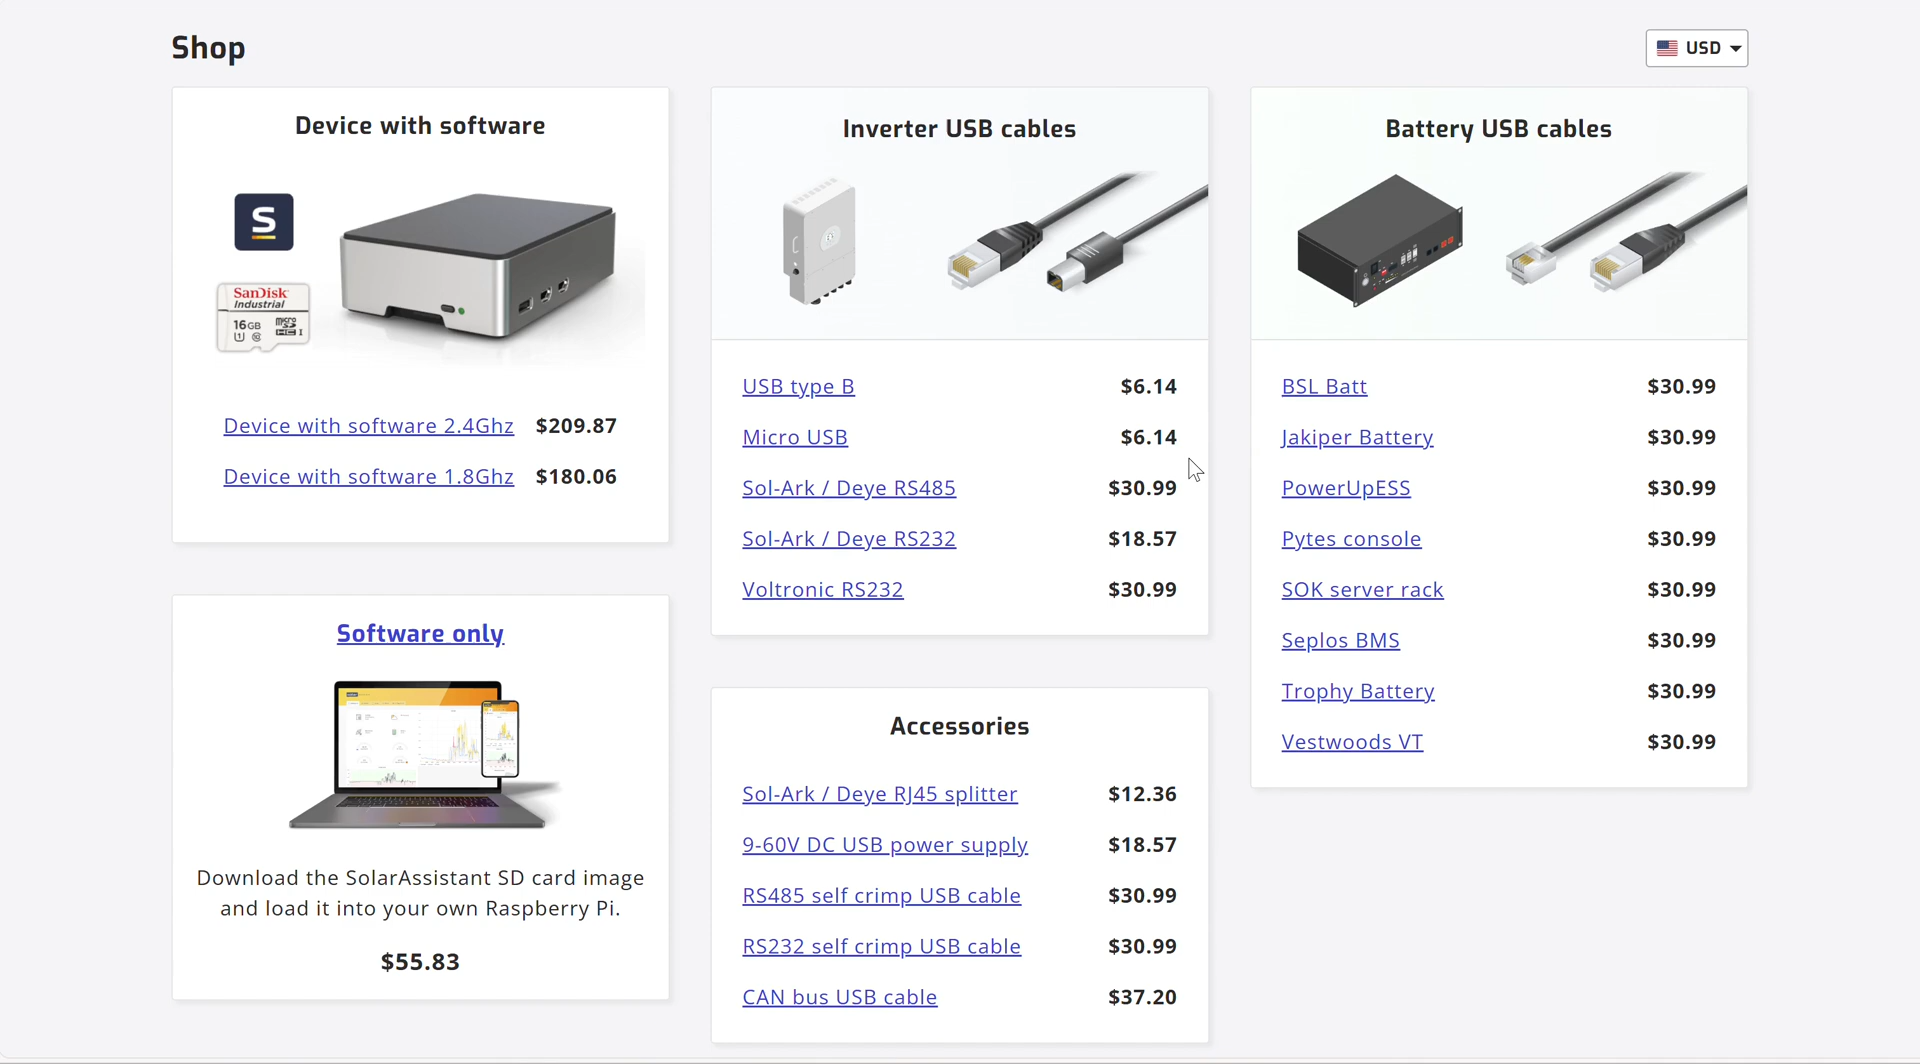 Shop
USD
Device with software
S
SanDisk
Industrial
16GB
micro
HC I
Device with software 2.4Ghz $209.87
Device with software 1.8Ghz $180.06
Software only
Download the SolarAssistant SD card image
and load it into your own Raspberry Pi.
$55.83
Inverter USB cables
USB type B $6.14
Micro USB $6.14
Sol-Ark / Deye RS485 $30.99
Sol-Ark / Deye RS232 $18.57
Voltronic RS232 $30.99
Accessories
Sol-Ark / Deye RJ45 splitter $12.36
9-60V DC USB power supply $18.57
RS485 self crimp USB cable $30.99
RS232 self crimp USB cable $30.99
CAN bus USB cable $37.20
Battery USB cables
BSL Batt $30.99
Jakiper Battery $30.99
PowerUpESS $30.99
Pytes console $30.99
SOK server rack $30.99
Seplos BMS $30.99
Trophy Battery $30.99
Vestwoods VT $30.99